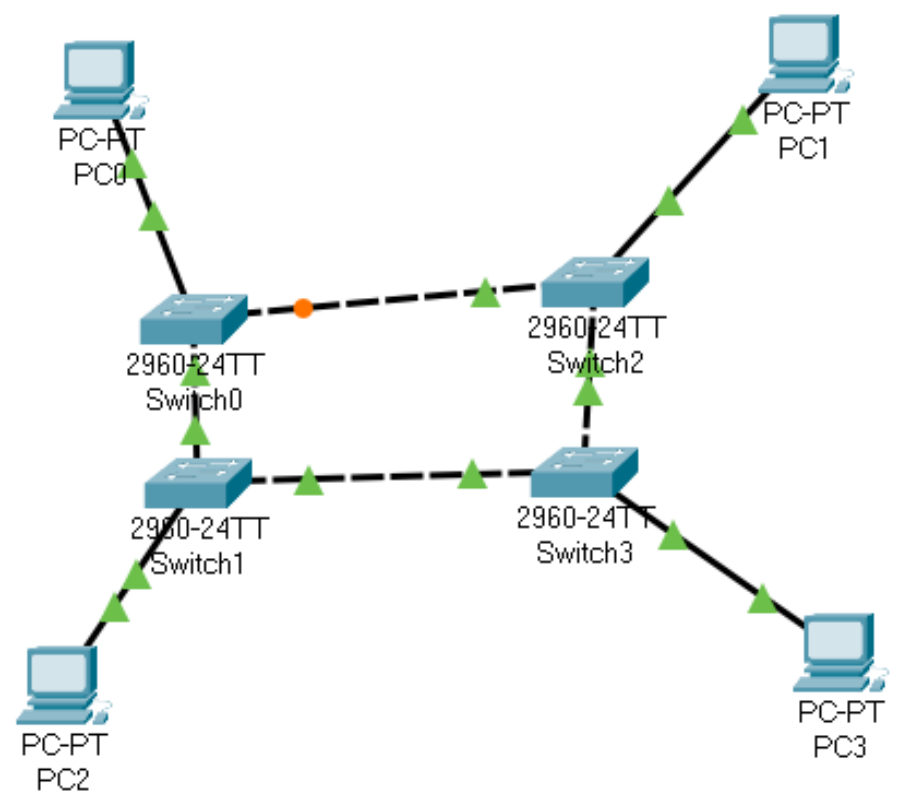 PC-PT
PC0
PC-PT
PC1
2960-24TT
Switch0
2960-24TT
Switch2
2960-24TT
Switch1
2960-24TT
Switch3
PC-PT
PC2
PC-PT
PC3